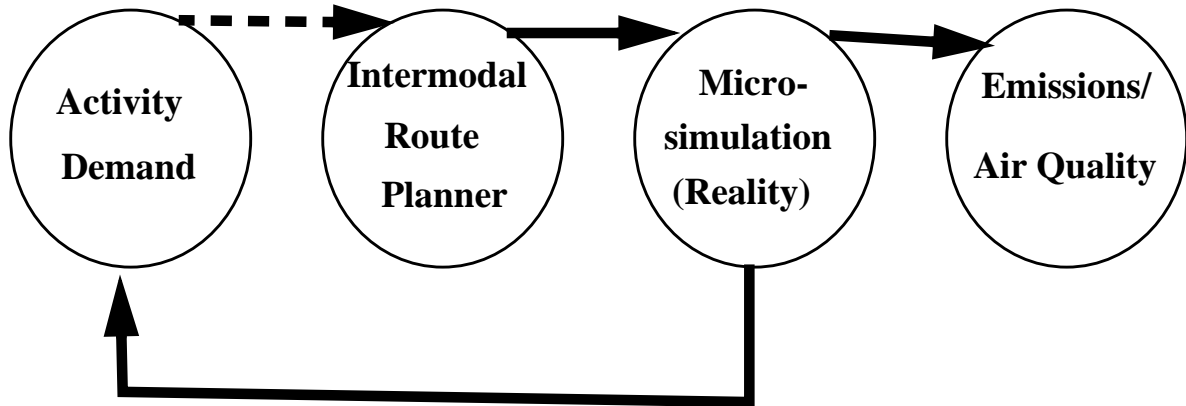 Activity
Demand
Intermodal
Route
Planner
Micro-
simulation
(Reality)
Emissions/
Air Quality